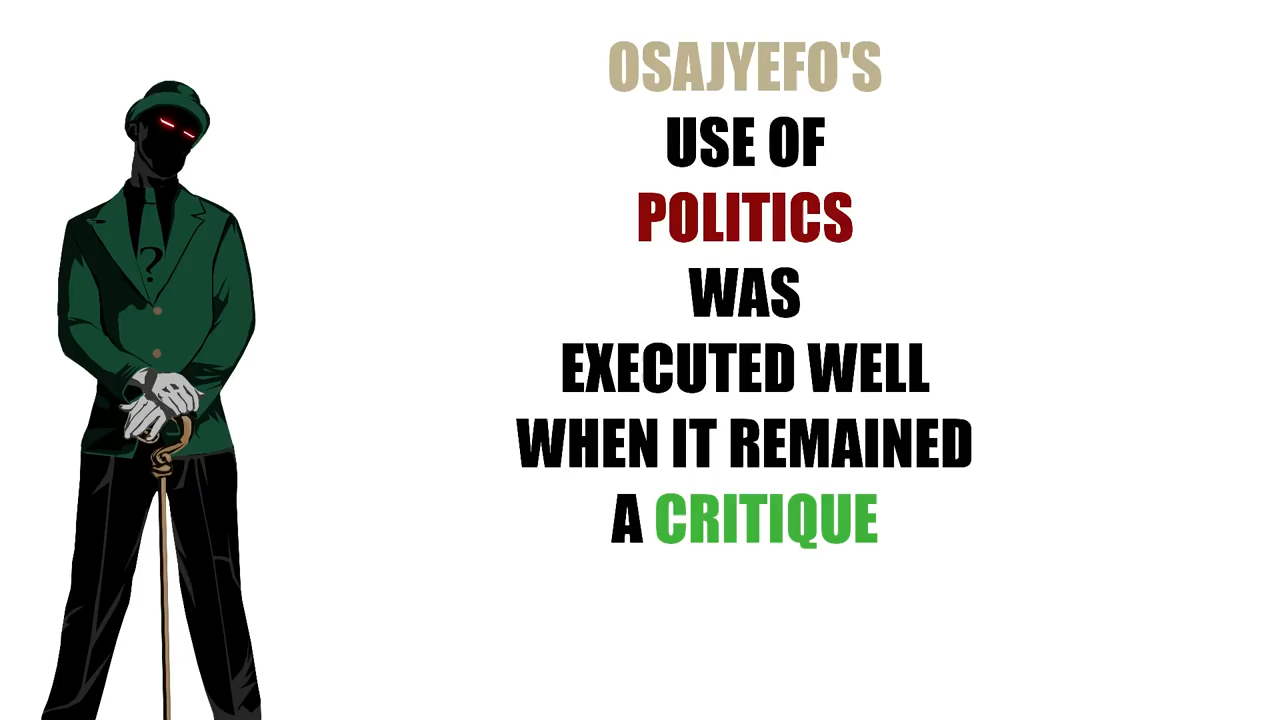 OSAJYEFO'S
USE OF
POLITICS
WAS
EXECUTED WELL
WHEN IT REMAINED
A CRITIQUE
?